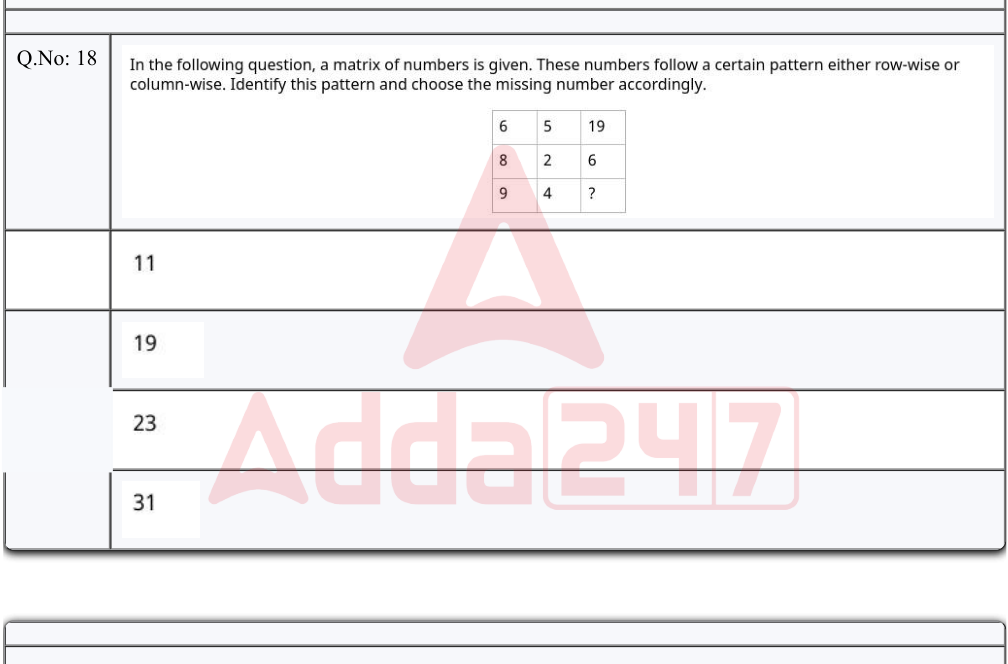 Q.No: 18
In the following question, a matrix of numbers is given. These numbers follow a certain pattern either row-wise or
column-wise. Identify this pattern and choose the missing number accordingly.
6 5 19
8 2 6
9 4 ?
11
19
23
31
Adda247